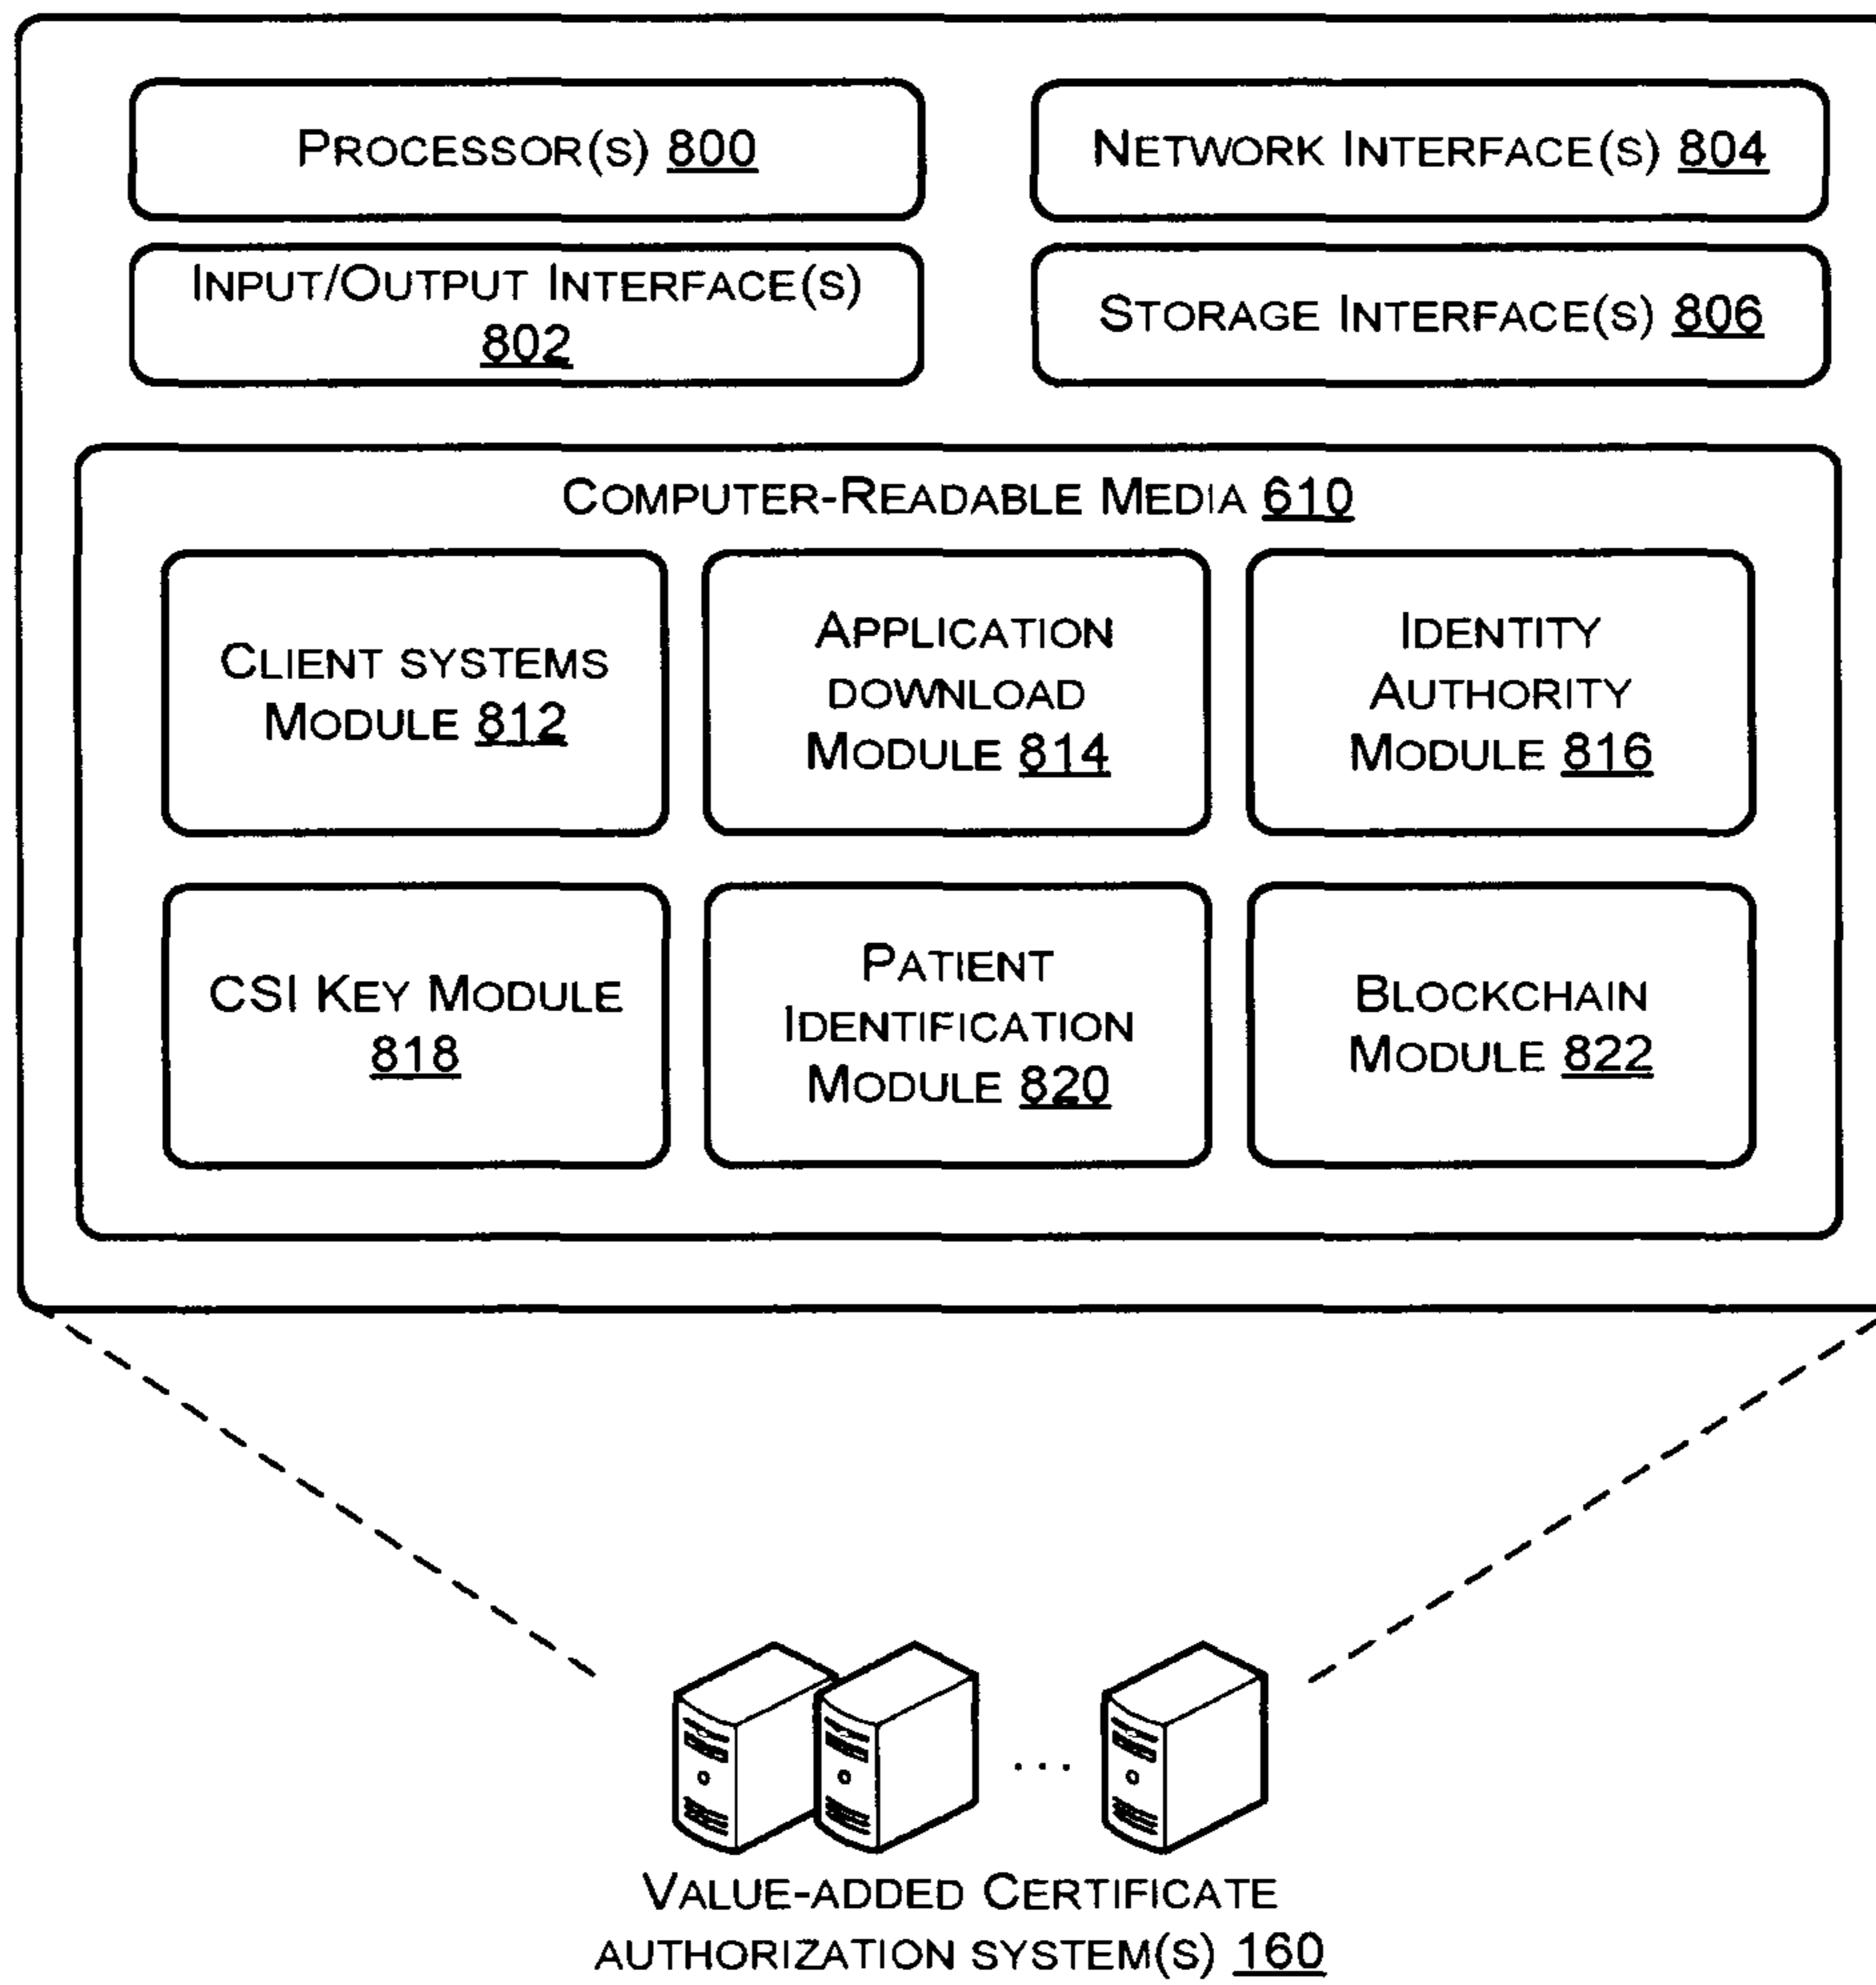 PROCESSOR(S) 800
NETWORK INTERFACE(S) 804
INPUT/OUTPUT INTERFACE(S)
802
STORAGE INTERFACE(S) 806
COMPUTER-READABLE MEDIA 610
CLIENT SYSTEMS
MODULE 812
APPLICATION
DOWNLOAD
MODULE 814
IDENTITY
AUTHORITY
MODULE 816
CSI KEY MODULE
818
PATIENT
IDENTIFICATION
MODULE 820
BLOCKCHAIN
MODULE 822
...
VALUE-ADDED CERTIFICATE
AUTHORIZATION SYSTEM(S) 160